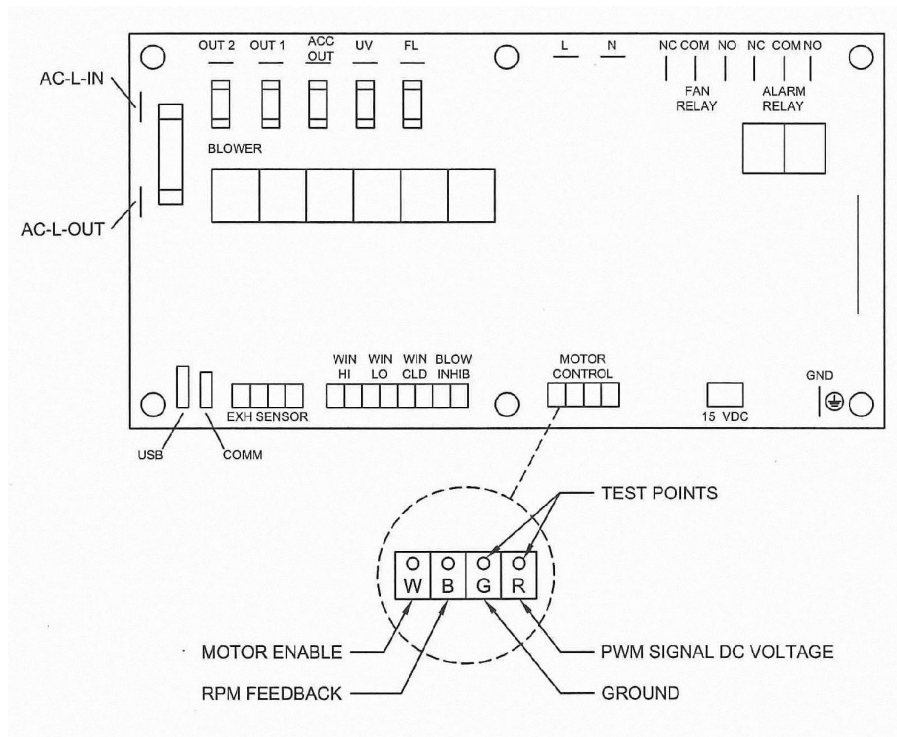 OUT 2 OUT 1 ACC OUT UV FL L N NC COM NO NC COM NO
FAN RELAY ALARM RELAY
AC-L-IN
BLOWER
AC-L-OUT
WIN HI WIN LO WIN CLD BLOW INHIB MOTOR CONTROL
GND
EXH SENSOR 15 VDC
USB COMM
TEST POINTS
W B G R
MOTOR ENABLE PWM SIGNAL DC VOLTAGE
RPM FEEDBACK GROUND